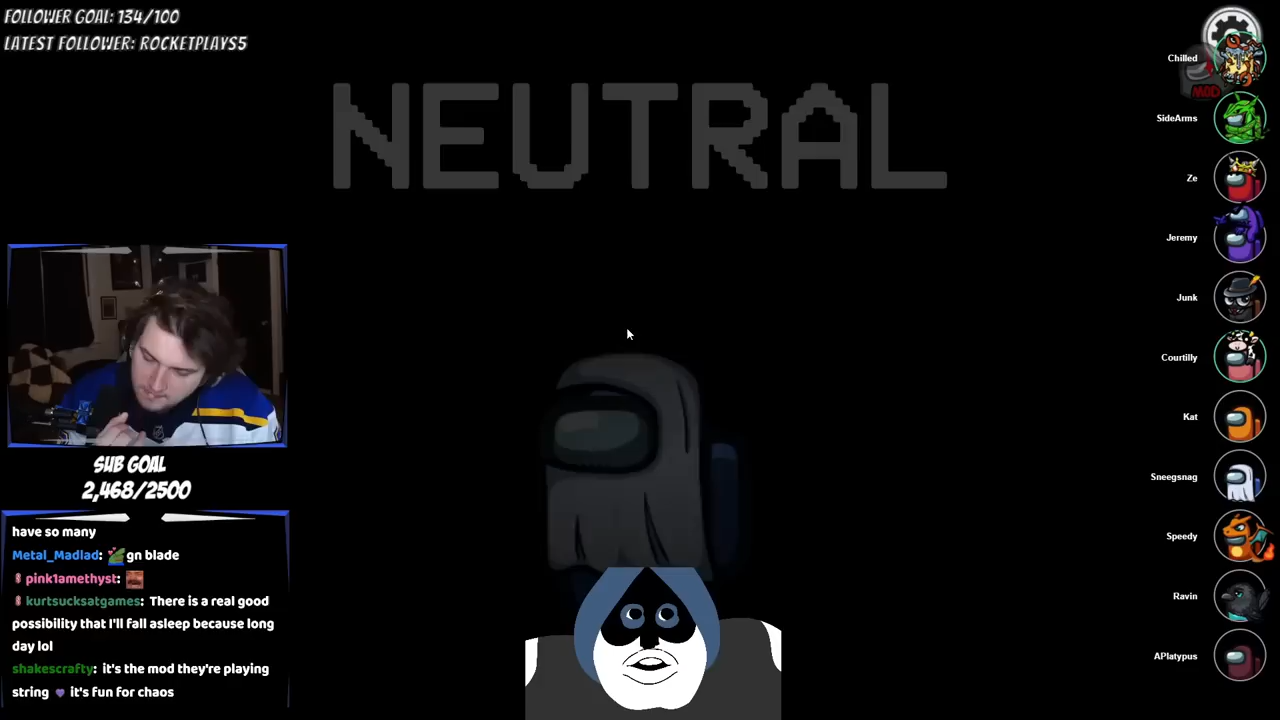 FOLLOWER GOAL: 134/100
LATEST FOLLOWER: ROCKETPLAYS5
NEUTRAL
Chilled
MOD
SideArms
Ze
Jeremy
Junk
Courtilly
Kat
Sneegsnag
Speedy
Ravin
APlatypus
SUB GOAL
2,468/2500
have so many
Metal_Madlad: gn blade
pink1amethyst:
kurtsucksatgames: There is a real good
possibility that I'll fall asleep because long
day lol
shakescrafty: it's the mod they're playing
string 💜 it's fun for chaos